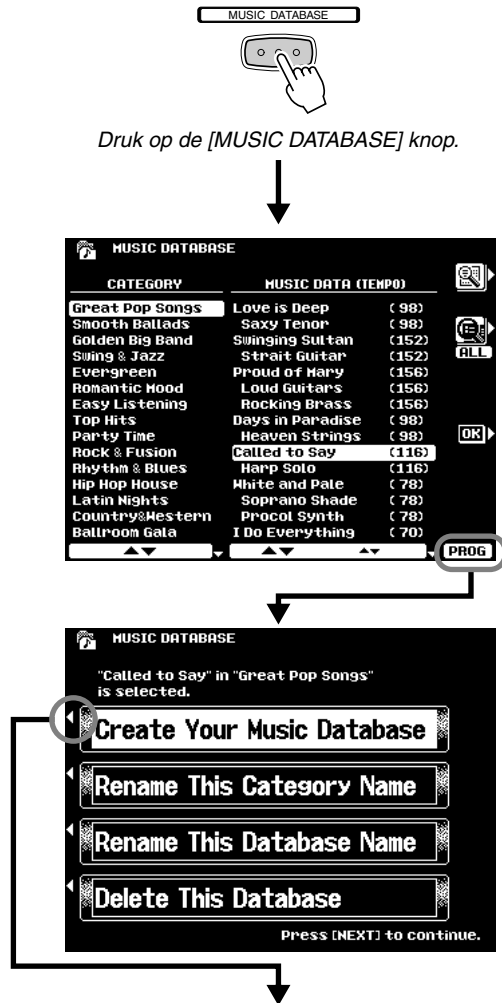 MUSIC DATABASE
Druk op de [MUSIC DATABASE] knop.
MUSIC DATABASE
CATEGORY MUSIC DATA (TEMPO)
Great Pop Songs Love is Deep ( 98)
Smooth Ballads Saxy Tenor ( 98)
Golden Big Band Swinging Sultan (152)
Swing & Jazz Strait Guitar (152)
Evergreen Proud of Mary (156)
Romantic Mood Loud Guitars (156)
Easy Listening Rocking Brass (156)
Top Hits Days in Paradise ( 98)
Party Time Heaven Strings ( 98)
Rock & Fusion Called to Say (116)
Rhythm & Blues Harp Solo (116)
Hip Hop House White and Pale ( 78)
Latin Nights Soprano Shade ( 78)
Country&Western Procol Synth ( 78)
Ballroom Gala I Do Everything ( 70)
ALL
OK
PROG
MUSIC DATABASE
"Called to Say" in "Great Pop Songs"
is selected.
Create Your Music Database
Rename This Category Name
Rename This Database Name
Delete This Database
Press [NEXT] to continue.